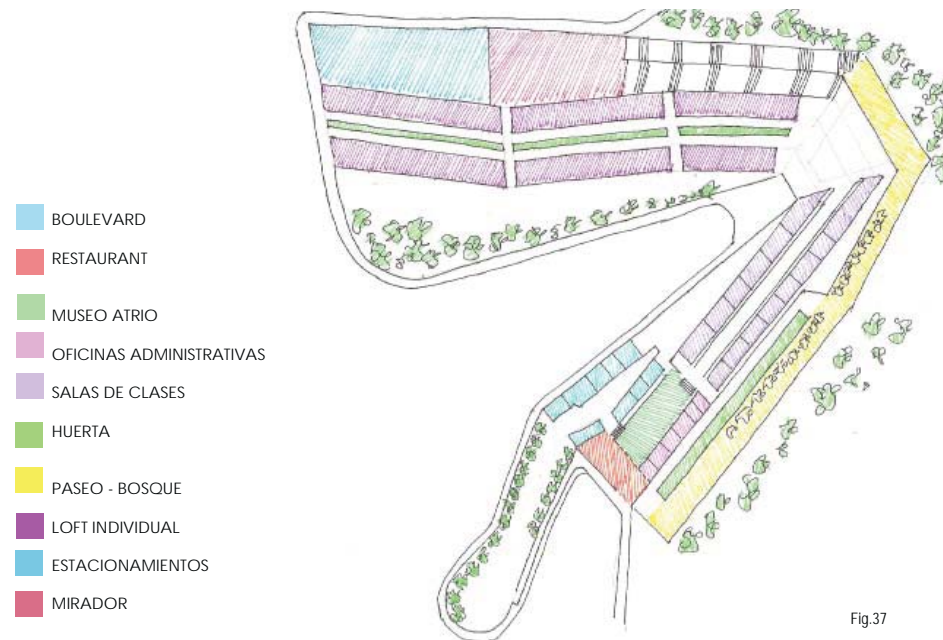 BOULEVARD
RESTAURANT
MUSEO ATRIO
OFICINAS ADMINISTRATIVAS
SALAS DE CLASES
HUERTA
PASEO - BOSQUE
LOFT INDIVIDUAL
ESTACIONAMIENTOS
MIRADOR
Fig.37